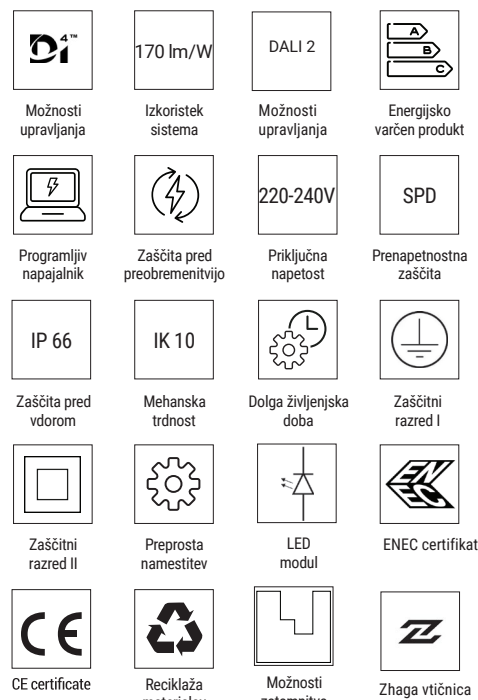 Di 4™
170 lm/W
DALI 2
A
B
C
Možnosti
upravljanja
Izkoristek
sistema
Možnosti
upravljanja
Energijsko
varčen produkt
220-240V
SPD
Programljiv
napajalnik
Zaščita pred
preobremenitvijo
Priključna
napetost
Prenapetnostna
zaščita
IP 66
IK 10
Zaščita pred
vdorom
Mehanska
trdnost
Dolga življenjska
doba
Zaščitni
razred I
ENEC
Zaščitni
razred II
Preprosta
namestitev
LED
modul
ENEC certifikat
CE
CE certificate
Reciklaža
Možnosti
Zhaga vtičnica